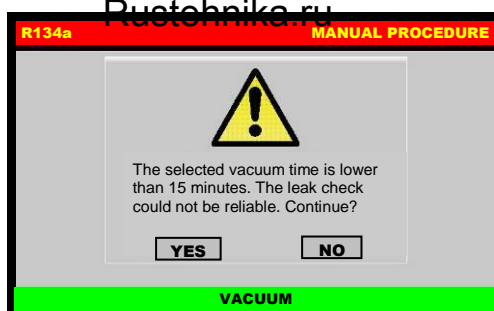 Rustehnika.ru
R134a MANUAL PROCEDURE
The selected vacuum time is lower
than 15 minutes. The leak check
could not be reliable. Continue?
YES NO
VACUUM